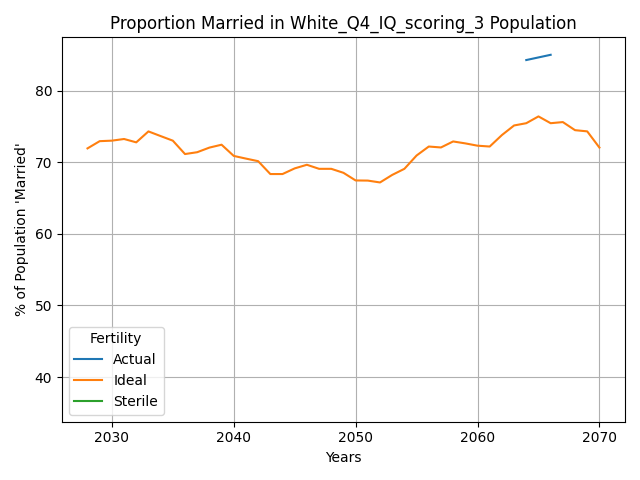 Proportion Married in White_Q4_IQ_scoring_3 Population
% of Population 'Married'
80
70
60
50
40
Fertility
Actual
Ideal
Sterile
2030 2040 2050 2060 2070
Years